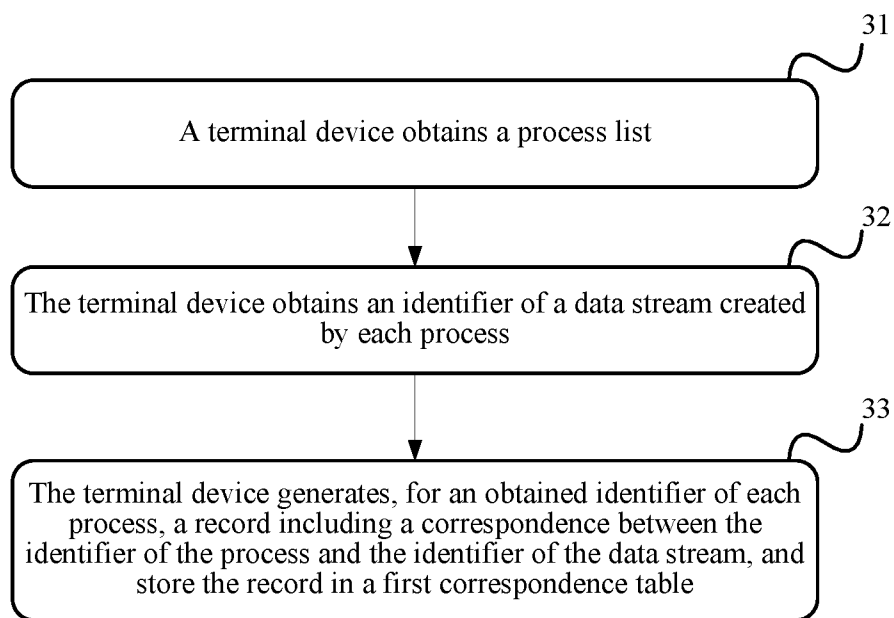 31
A terminal device obtains a process list
32
The terminal device obtains an identifier of a data stream created
by each process
33
The terminal device generates, for an obtained identifier of each
process, a record including a correspondence between the
identifier of the process and the identifier of the data stream, and
store the record in a first correspondence table